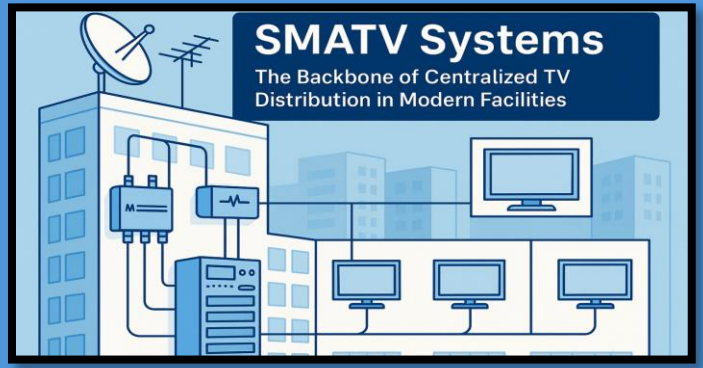 SMATV Systems
The Backbone of Centralized TV
Distribution in Modern Facilities
M